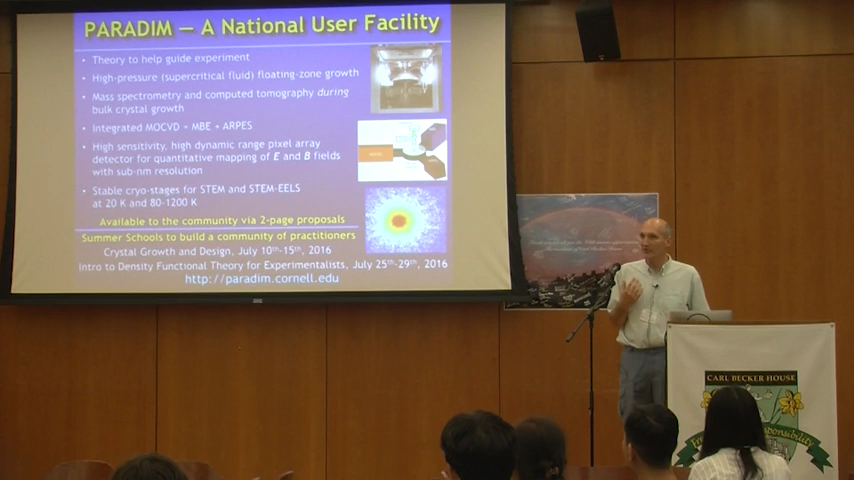 PARADIM — A National User Facility
• Theory to help guide experiment
• High-pressure (supercritical fluid) floating-zone growth
• Mass spectrometry and computed tomography during
bulk crystal growth
• Integrated MOCVD + MBE + ARPES
• High sensitivity, high dynamic range pixel array
detector for quantitative mapping of E and B fields
with sub-nm resolution
• Stable cryo-stages for STEM and STEM-EELS
at 20 K and 80-1200 K
Available to the community via 2-page proposals
Summer Schools to build a community of practitioners
Crystal Growth and Design, July 10th-15th, 2016
Intro to Density Functional Theory for Experimentalists, July 25th-29th, 2016
http://paradim.cornell.edu
CARL BECKER HOUSE